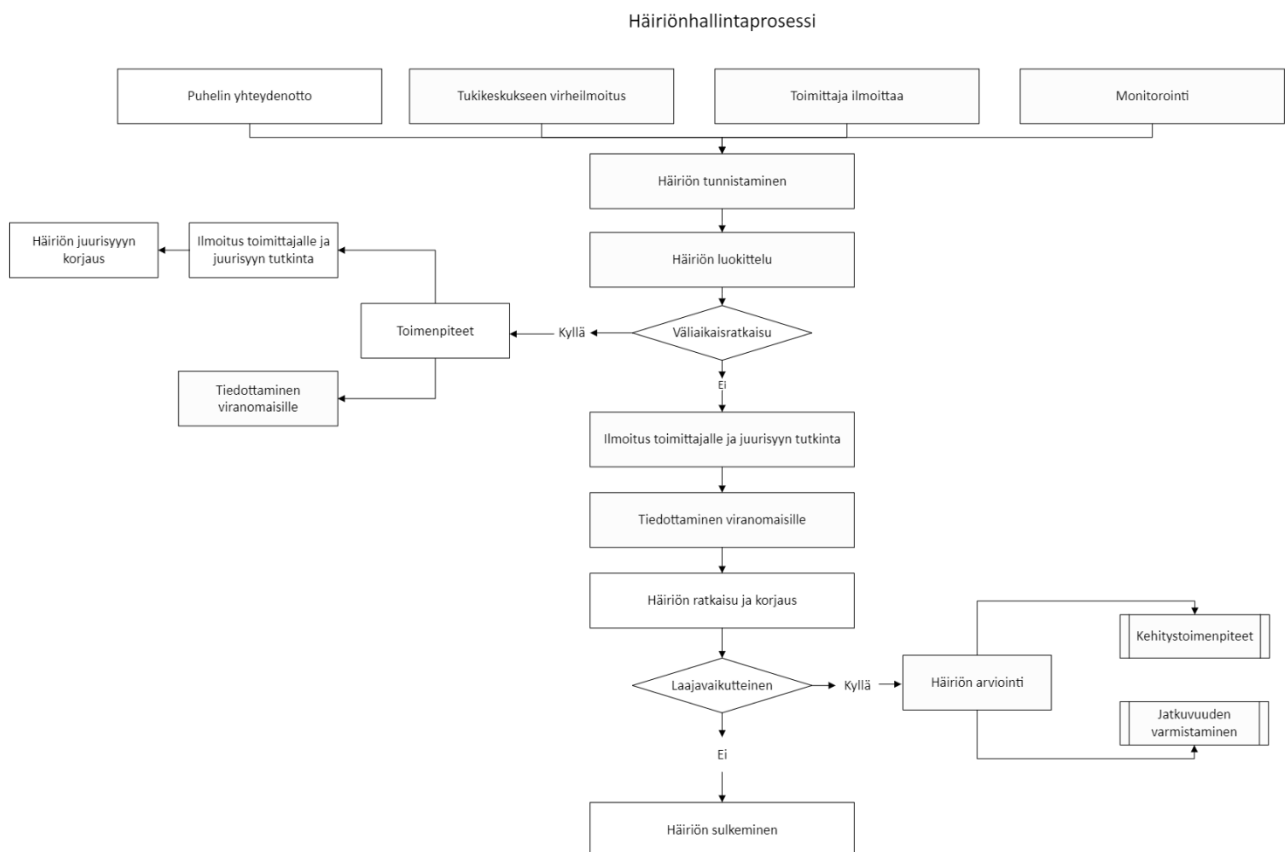 Häiriönhallintaprosessi
Puhelin yhteydenotto
Tukikeskukseen virheilmoitus
Toimittaja ilmoittaa
Monitorointi
Häiriön tunnistaminen
Häiriön juurisyyyn
korjaus
Ilmoitus toimittajalle ja
juurisyyn tutkinta
Häiriön luokittelu
Toimenpiteet
Kyllä
Väliaikaisratkaisu
Ei
Tiedottaminen
viranomaisille
Ilmoitus toimittajalle ja juurisyyn tutkinta
Tiedottaminen viranomaisille
Häiriön ratkaisu ja korjaus
Kehitystoimenpiteet
Laajavaikutteinen
Kyllä
Häiriön arviointi
Jatkuvuuden
varmistaminen
Ei
Häiriön sulkeminen